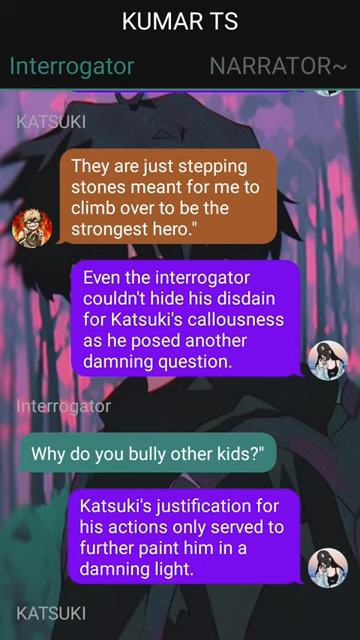 KUMAR TS
Interrogator NARRATOR~
KATSUKI
They are just stepping
stones meant for me to
climb over to be the
strongest hero."
Even the interrogator
couldn't hide his disdain
for Katsuki's callousness
as he posed another
damning question.
Interrogator
Why do you bully other kids?"
Katsuki's justification for
his actions only served to
further paint him in a
damning light.
KATSUKI